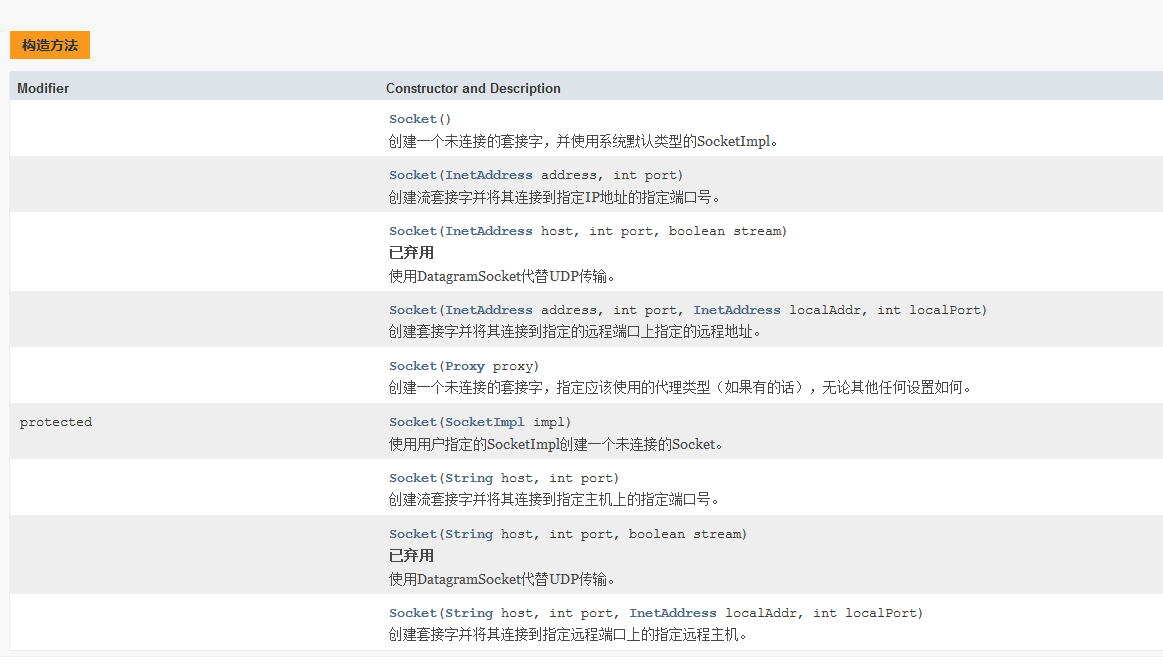 构造方法
Modifier Constructor and Description
Socket()
创建一个未连接的套接字，并使用系统默认类型的SocketImpl。
Socket(InetAddress address, int port)
创建流套接字并将其连接到指定IP地址的指定端口号。
Socket(InetAddress host, int port, boolean stream)
已弃用
使用DatagramSocket代替UDP传输。
Socket(InetAddress address, int port, InetAddress localAddr, int localPort)
创建套接字并将其连接到指定的远程端口上指定的远程地址。
Socket(Proxy proxy)
创建一个未连接的套接字，指定应该使用的代理类型（如果有的话），无论其他任何设置如何。
protected Socket(SocketImpl impl)
使用用户指定的SocketImpl创建一个未连接的Socket。
Socket(String host, int port)
创建流套接字并将其连接到指定主机上的指定端口号。
Socket(String host, int port, boolean stream)
已弃用
使用DatagramSocket代替UDP传输。
Socket(String host, int port, InetAddress localAddr, int localPort)
创建套接字并将其连接到指定远程端口上的指定远程主机。